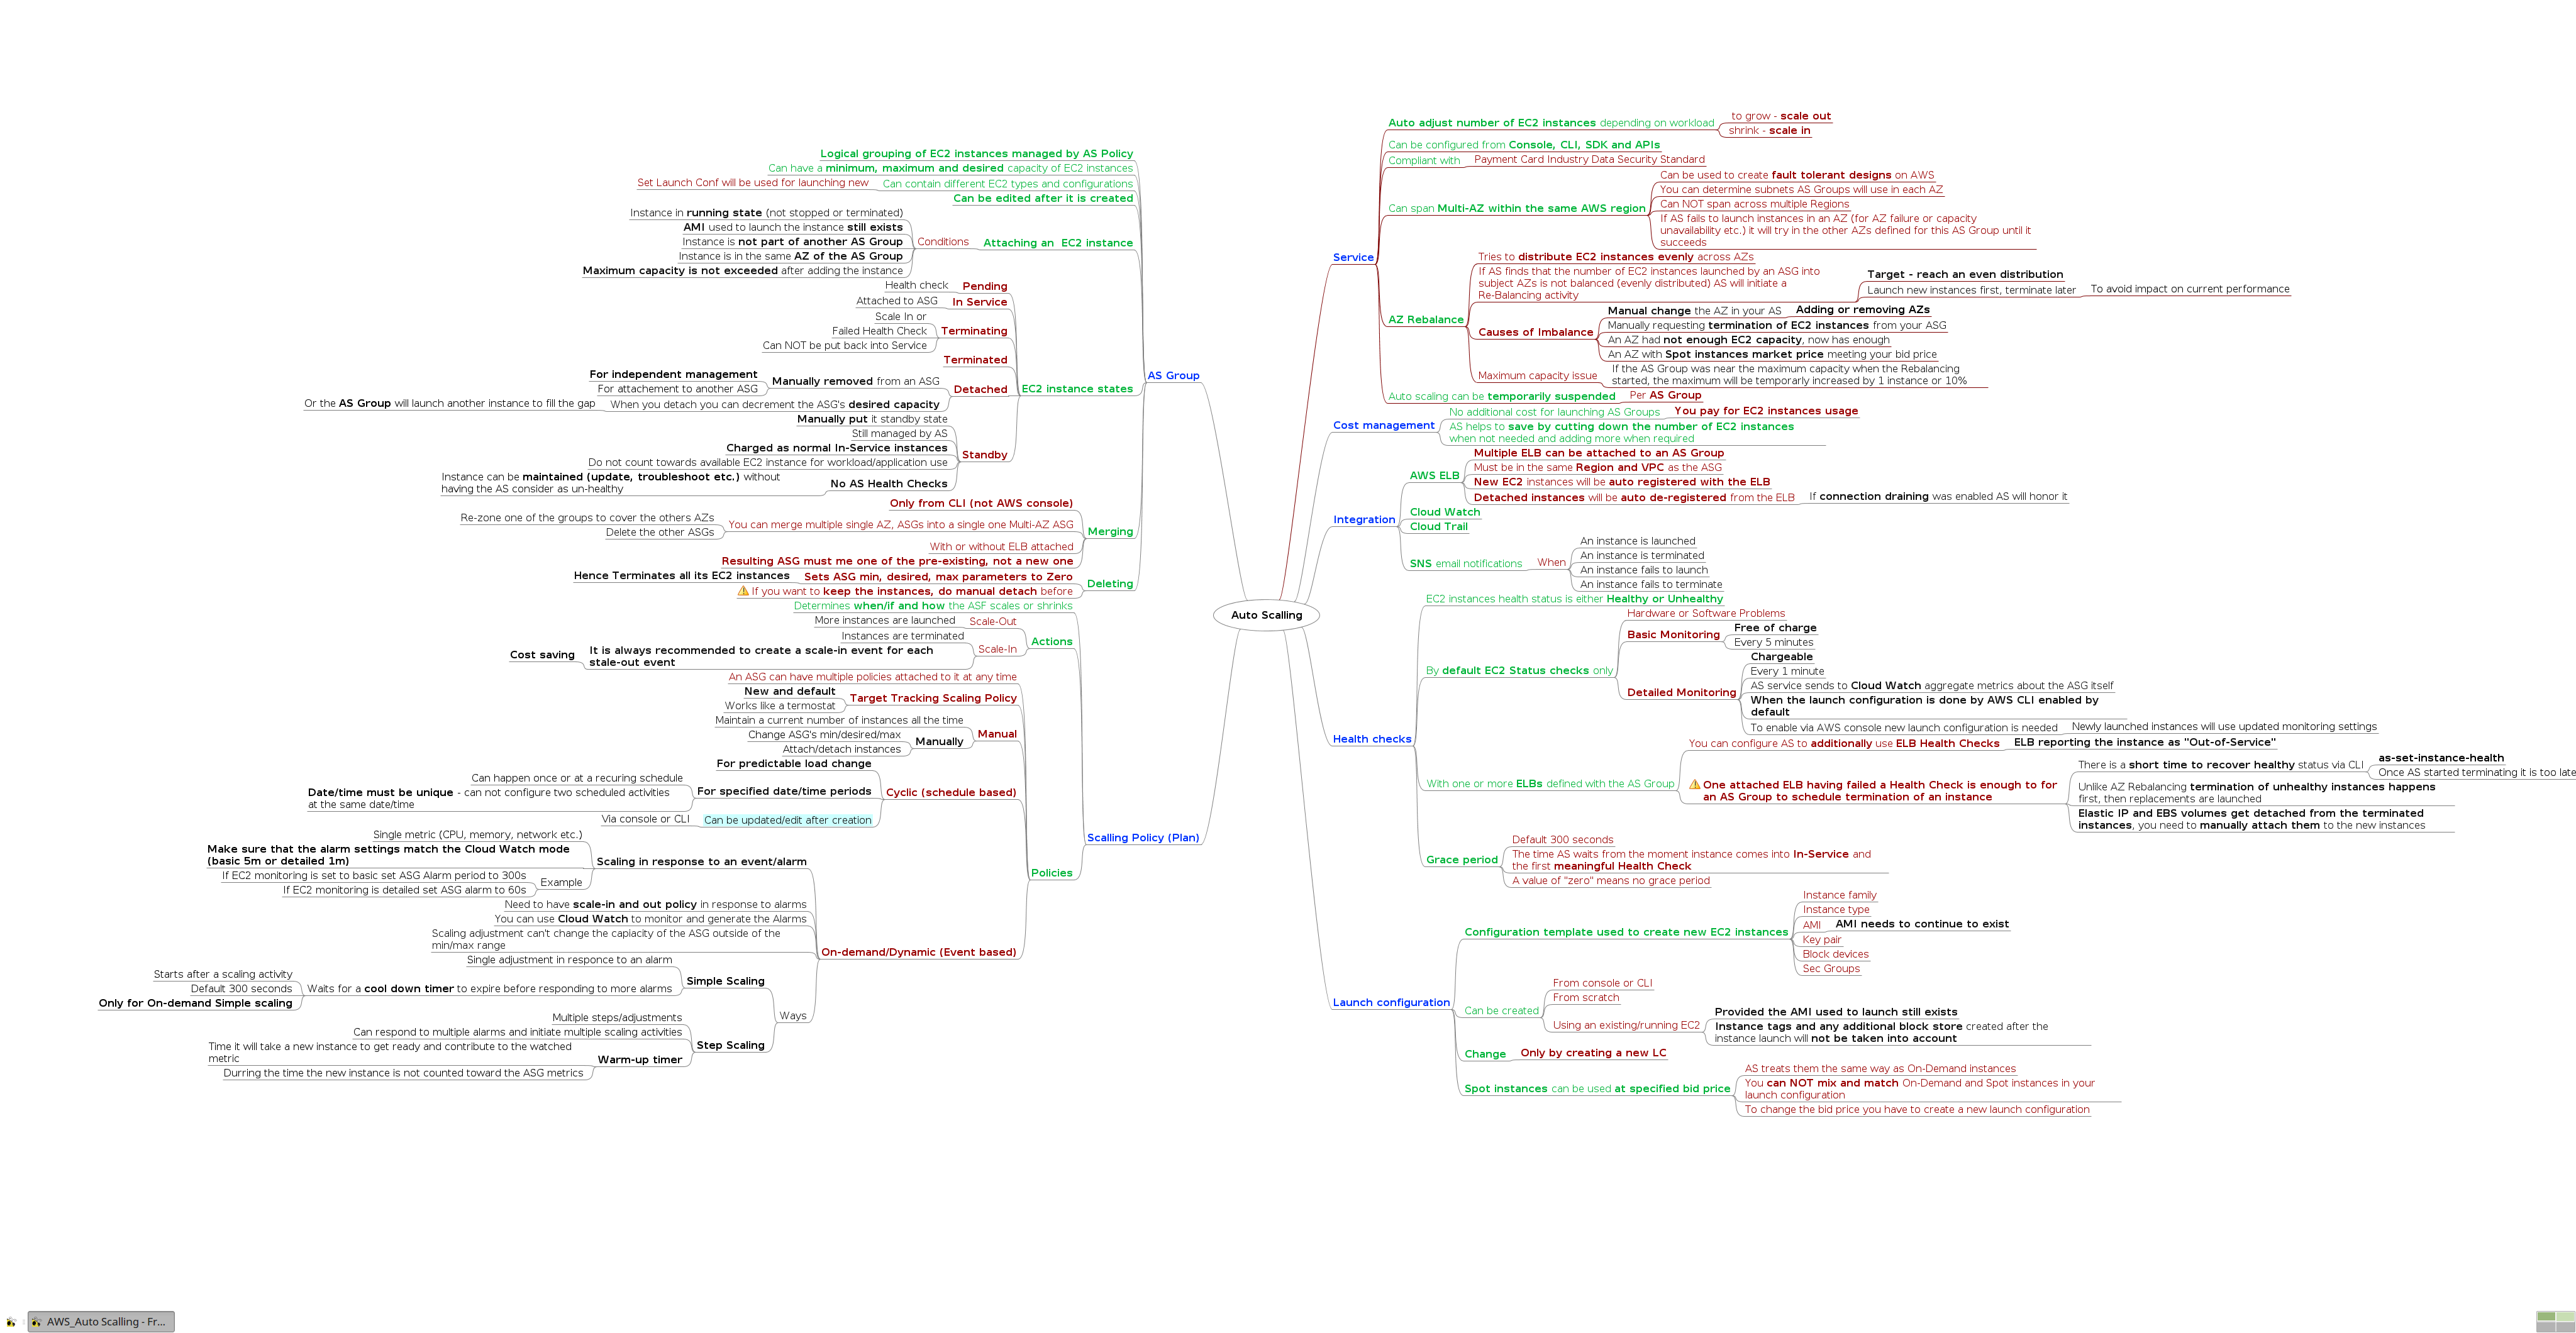 Auto Scalling
Service
Auto adjust number of EC2 instances depending on workload
to grow - scale out
shrink - scale in
Can be configured from Console, CLI, SDK and APIs
Compliant with
Payment Card Industry Data Security Standard
Can span Multi-AZ within the same AWS region
Can be used to create fault tolerant designs on AWS
You can determine subnets AS Groups will use in each AZ
Can NOT span across multiple Regions
If AS fails to launch instances in an AZ (for AZ failure or capacity
unavailability etc.) it will try in the other AZs defined for this AS Group until it
succeeds
AZ Rebalance
Tries to distribute EC2 instances evenly across AZs
If AS finds that the number of EC2 instances launched by an ASG into
subject AZs is not balanced (evenly distributed) AS will initiate a
Re-Balancing activity
Target - reach an even distribution
Launch new instances first, terminate later
To avoid impact on current performance
Causes of Imbalance
Manual change the AZ in your AS
Adding or removing AZs
Manually requesting termination of EC2 instances from your ASG
An AZ had not enough EC2 capacity, now has enough
An AZ with Spot instances market price meeting your bid price
Maximum capacity issue
If the AS Group was near the maximum capacity when the Rebalancing
started, the maximum will be temporarly increased by 1 instance or 10%
Auto scaling can be temporarily suspended
Per AS Group
Cost management
No additional cost for launching AS Groups
You pay for EC2 instances usage
AS helps to save by cutting down the number of EC2 instances
when not needed and adding more when required
Integration
AWS ELB
Multiple ELB can be attached to an AS Group
Must be in the same Region and VPC as the ASG
New EC2 instances will be auto registered with the ELB
Detached instances will be auto de-registered from the ELB
If connection draining was enabled AS will honor it
Cloud Watch
Cloud Trail
SNS email notifications
When
An instance is launched
An instance is terminated
An instance fails to launch
An instance fails to terminate
Health checks
EC2 instances health status is either Healthy or Unhealthy
By default EC2 Status checks only
Hardware or Software Problems
Basic Monitoring
Free of charge
Every 5 minutes
Detailed Monitoring
Chargeable
Every 1 minute
AS service sends to Cloud Watch aggregate metrics about the ASG itself
When the launch configuration is done by AWS CLI enabled by
default
To enable via AWS console new launch configuration is needed
Newly launched instances will use updated monitoring settings
With one or more ELBs defined with the AS Group
You can configure AS to additionally use ELB Health Checks
ELB reporting the instance as "Out-of-Service"
One attached ELB having failed a Health Check is enough to for
an AS Group to schedule termination of an instance
There is a short time to recover healthy status via CLI
as-set-instance-health
Once AS started terminating it is too late
Unlike AZ Rebalancing termination of unhealthy instances happens
first, then replacements are launched
Elastic IP and EBS volumes get detached from the terminated
instances, you need to manually attach them to the new instances
Grace period
Default 300 seconds
The time AS waits from the moment instance comes into In-Service and
the first meaningful Health Check
A value of "zero" means no grace period
Launch configuration
Configuration template used to create new EC2 instances
Instance family
Instance type
AMI
AMI needs to continue to exist
Key pair
Block devices
Sec Groups
Can be created
From console or CLI
From scratch
Using an existing/running EC2
Provided the AMI used to launch still exists
Instance tags and any additional block store created after the
instance launch will not be taken into account
Change
Only by creating a new LC
Spot instances can be used at specified bid price
AS treats them the same way as On-Demand instances
You can NOT mix and match On-Demand and Spot instances in your
launch configuration
To change the bid price you have to create a new launch configuration
AS Group
Logical grouping of EC2 instances managed by AS Policy
Can have a minimum, maximum and desired capacity of EC2 instances
Can contain different EC2 types and configurations
Set Launch Conf will be used for launching new
Can be edited after it is created
Attaching an EC2 instance
Conditions
Instance in running state (not stopped or terminated)
AMI used to launch the instance still exists
Instance is not part of another AS Group
Instance is in the same AZ of the AS Group
Maximum capacity is not exceeded after adding the instance
EC2 instance states
Pending
Health check
In Service
Attached to ASG
Terminating
Scale In or
Failed Health Check
Can NOT be put back into Service
Terminated
Detached
Manually removed from an ASG
For independent management
For attachement to another ASG
When you detach you can decrement the ASG's desired capacity
Or the AS Group will launch another instance to fill the gap
Standby
Manually put it standby state
Still managed by AS
Charged as normal In-Service instances
Do not count towards available EC2 instance for workload/application use
No AS Health Checks
Instance can be maintained (update, troubleshoot etc.) without
having the AS consider as un-healthy
Merging
Only from CLI (not AWS console)
You can merge multiple single AZ, ASGs into a single one Multi-AZ ASG
Re-zone one of the groups to cover the others AZs
Delete the other ASGs
With or without ELB attached
Resulting ASG must me one of the pre-existing, not a new one
Deleting
Sets ASG min, desired, max parameters to Zero
Hence Terminates all its EC2 instances
If you want to keep the instances, do manual detach before
Scalling Policy (Plan)
Determines when/if and how the ASF scales or shrinks
Actions
Scale-Out
More instances are launched
Scale-In
Instances are terminated
It is always recommended to create a scale-in event for each
stale-out event
Cost saving
Policies
An ASG can have multiple policies attached to it at any time
Target Tracking Scaling Policy
New and default
Works like a termostat
Manual
Maintain a current number of instances all the time
Manually
Change ASG's min/desired/max
Attach/detach instances
Cyclic (schedule based)
For predictable load change
For specified date/time periods
Can happen once or at a recuring schedule
Date/time must be unique - can not configure two scheduled activities
at the same date/time
Can be updated/edit after creation
Via console or CLI
On-demand/Dynamic (Event based)
Scaling in response to an event/alarm
Single metric (CPU, memory, network etc.)
Make sure that the alarm settings match the Cloud Watch mode
(basic 5m or detailed 1m)
Example
If EC2 monitoring is set to basic set ASG Alarm period to 300s
If EC2 monitoring is detailed set ASG alarm to 60s
Need to have scale-in and out policy in response to alarms
You can use Cloud Watch to monitor and generate the Alarms
Scaling adjustment can't change the capiacity of the ASG outside of the
min/max range
Ways
Simple Scaling
Single adjustment in responce to an alarm
Waits for a cool down timer to expire before responding to more alarms
Starts after a scaling activity
Default 300 seconds
Only for On-demand Simple scaling
Step Scaling
Multiple steps/adjustments
Can respond to multiple alarms and initiate multiple scaling activities
Warm-up timer
Time it will take a new instance to get ready and contribute to the watched
metric
Durring the time the new instance is not counted toward the ASG metrics
AWS_Auto Scalling - Fr...